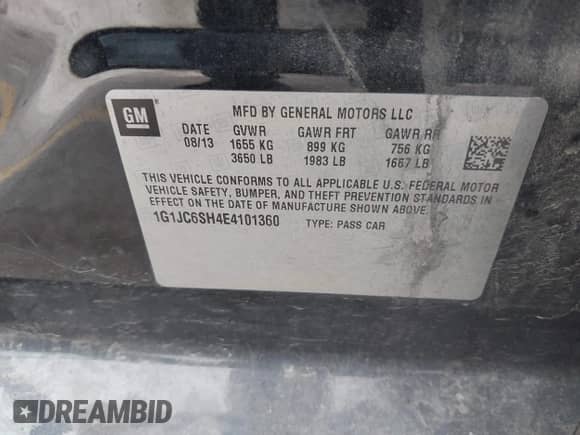 GM
MFD BY GENERAL MOTORS LLC
DATE GVWR GAWR FRT GAWR RR
08/13 1655 KG 899 KG 756 KG
3650 LB 1983 LB 1667 LB
THIS VEHICLE CONFORMS TO ALL APPLICABLE U.S. FEDERAL MOTOR
VEHICLE SAFETY, BUMPER, AND THEFT PREVENTION STANDARDS IN
EFFECT ON THE DATE OF MANUFACTURE SHOWN ABOVE.
1G1JC6SH4E4101360 TYPE: PASS CAR
DREAMBID